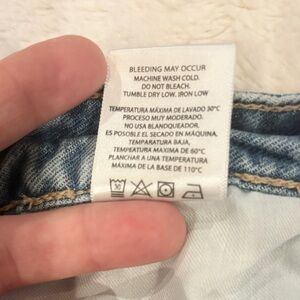 BLEEDING MAY OCCUR
MACHINE WASH COLD.
DO NOT BLEACH.
TUMBLE DRY LOW. IRON LOW
TEMPERATURA MÁXIMA DE LAVADO 30°C
PROCESO MUY MODERADO.
NO USA BLANQUEADOR.
ES POSOBLE EL SECADO EN MÁQUINA,
TEMPARATURA BAJA,
TEMPERATURA MÁXIMA DE 60°C
PLANCHAR A UNA TEMPERATURA
MÁXIMA DE LA BASE DE 110°C